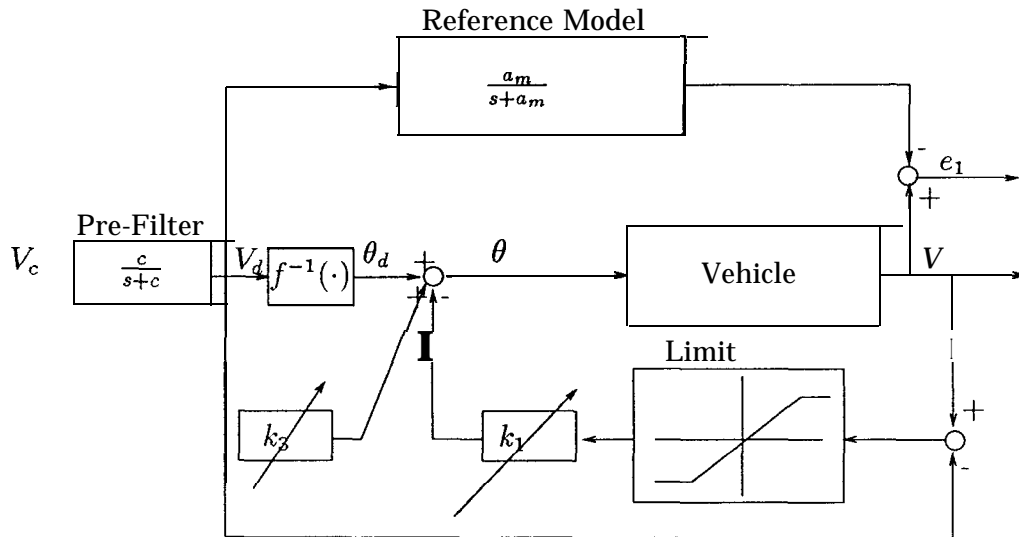 Reference Model
a_m
s+a_m
-
e_1
+
Pre-Filter
V_c
c
s+c
V_d
f^{-1}(·)
θ_d
+
+
-
θ
Vehicle
V
I
Limit
k_3
k_1
+
-